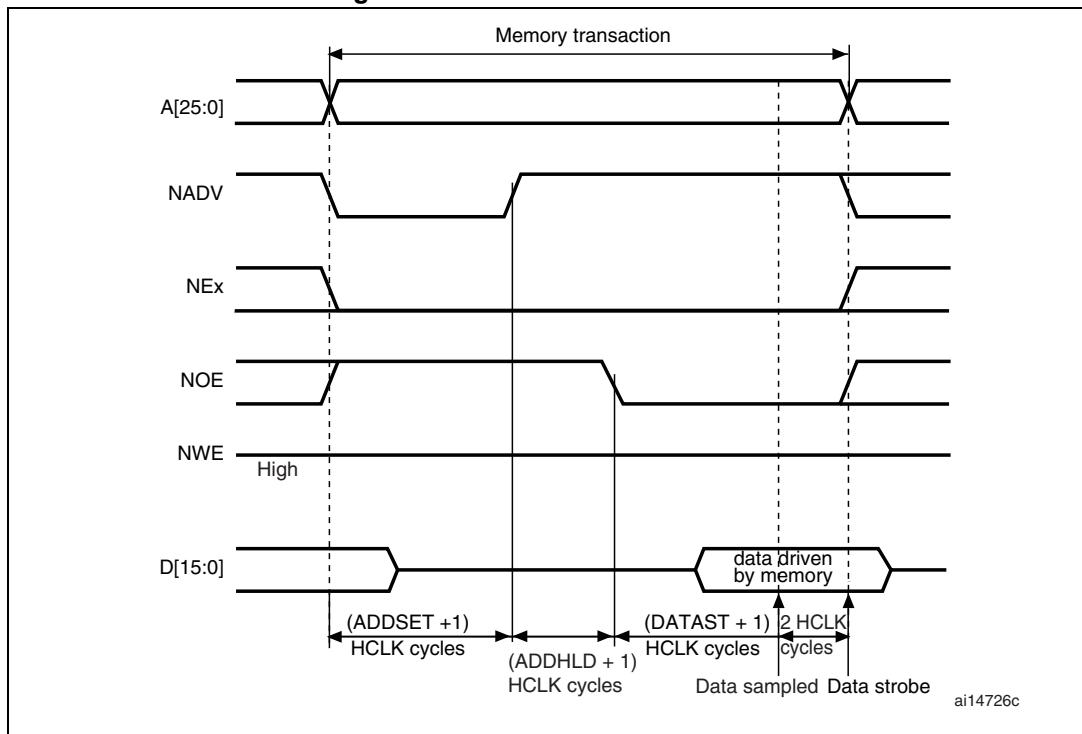 Memory transaction
A[25:0]
NADV
NEx
NOE
NWE
High
D[15:0]
data driven
by memory
(ADDSET +1)
HCLK cycles
(ADDHLD + 1)
HCLK cycles
(DATAST + 1)
HCLK cycles
2 HCLK
cycles
Data sampled
Data strobe
ai14726c